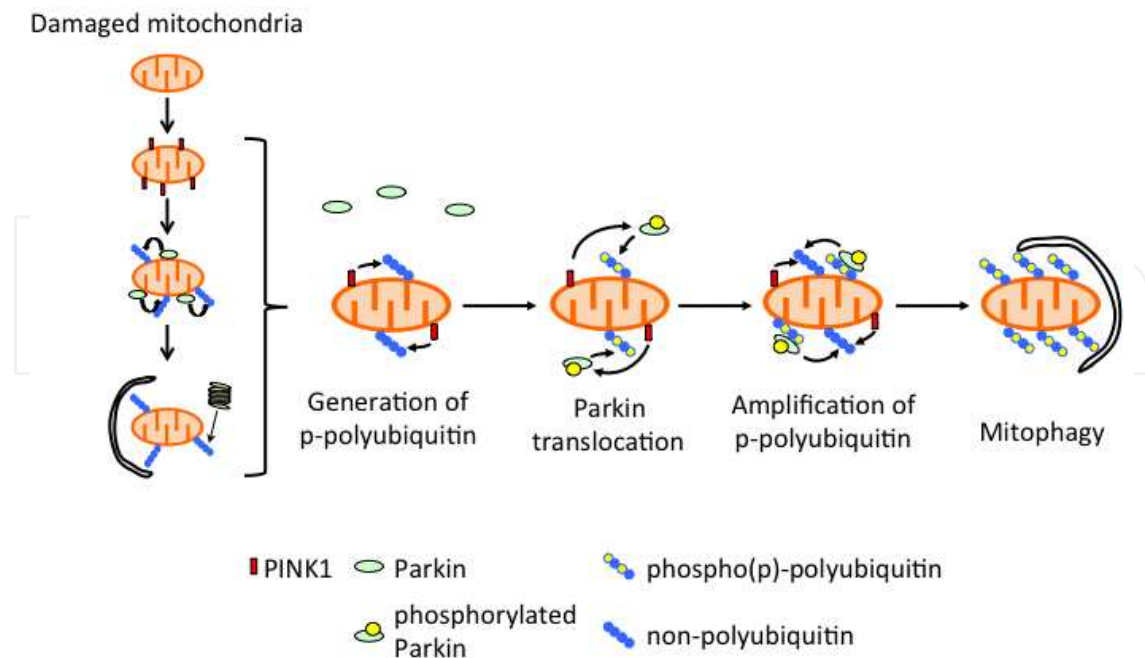 Damaged mitochondria
Generation of
p-polyubiquitin
Parkin
translocation
Amplification of
p-polyubiquitin
Mitophagy
PINK1
Parkin
phospho(p)-polyubiquitin
phosphorylated
Parkin
non-polyubiquitin